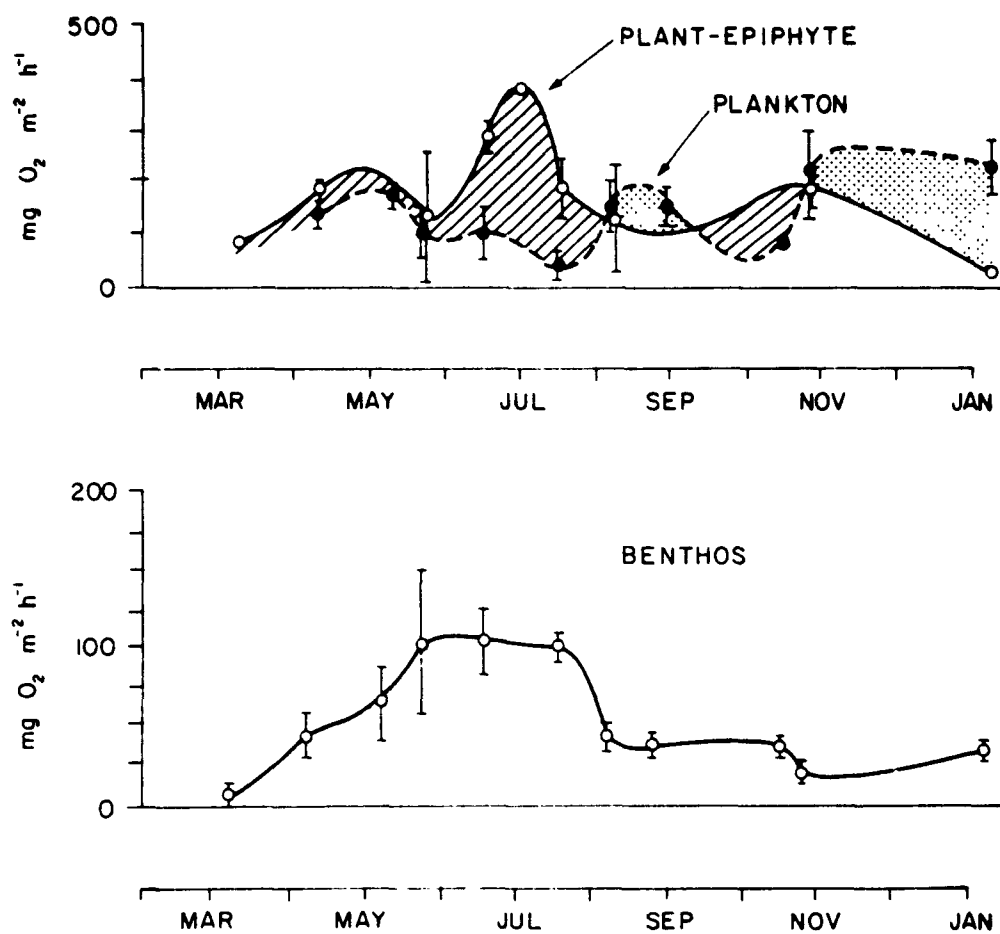 500
PLANT-EPIPHYTE
PLANKTON
mg O₂ m⁻² h⁻¹
0
MAR MAY JUL SEP NOV JAN
200
BENTHOS
mg O₂ m⁻² h⁻¹
100
0
MAR MAY JUL SEP NOV JAN